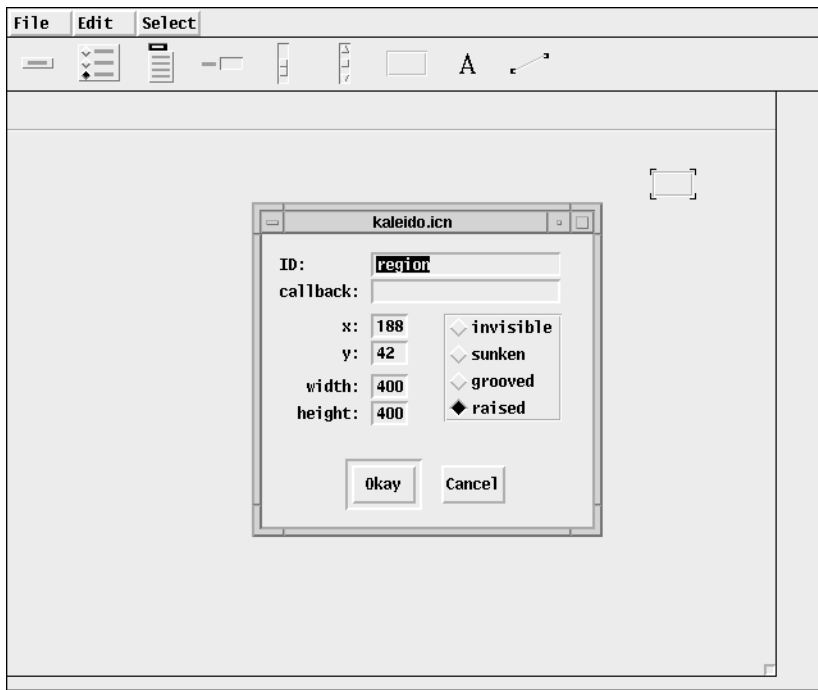 File Edit Select
A
kaleido.icn
ID: region
callback:
x: 188
y: 42
width: 400
height: 400
invisible
sunken
grooved
raised
Okay Cancel